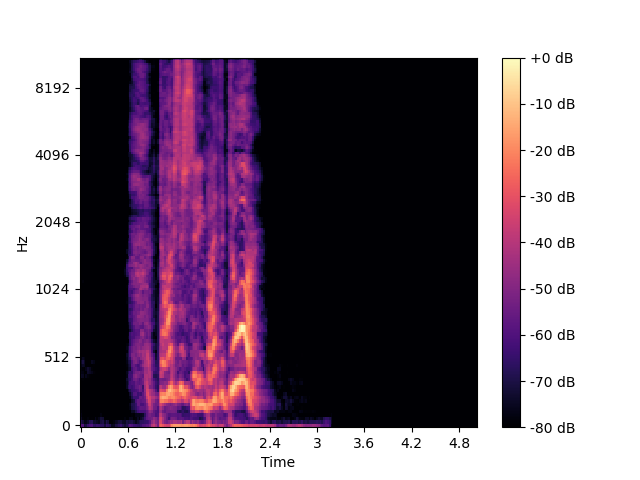 8192
4096
2048
1024
512
0
Hz
0 0.6 1.2 1.8 2.4 3 3.6 4.2 4.8
Time
+0 dB
-10 dB
-20 dB
-30 dB
-40 dB
-50 dB
-60 dB
-70 dB
-80 dB